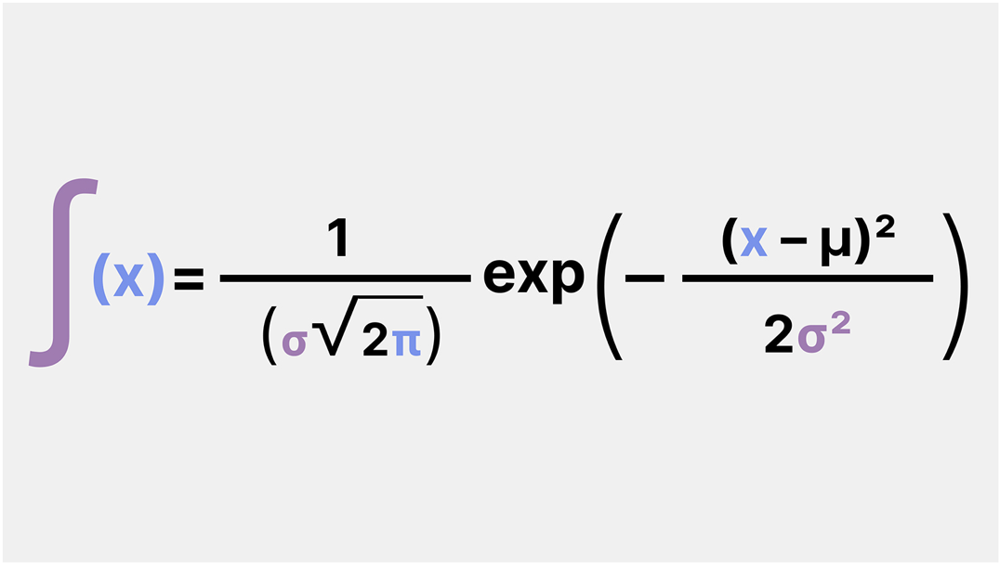 ∫(x) = 1 / (σ√2π) exp(− (x – μ)² / 2σ²)